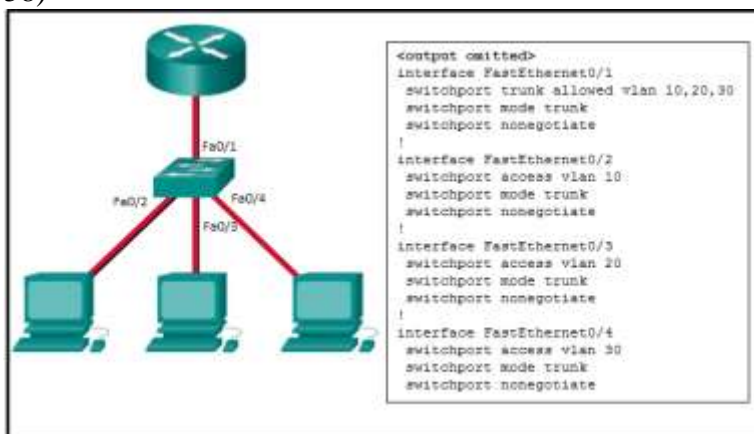 Fa0/1
Fa0/2
Fa0/3
Fa0/4
<output omitted>
interface FastEthernet0/1
switchport trunk allowed vlan 10,20,30
switchport mode trunk
switchport nonegotiate
!
interface FastEthernet0/2
switchport access vlan 10
switchport mode trunk
switchport nonegotiate
!
interface FastEthernet0/3
switchport access vlan 20
switchport mode trunk
switchport nonegotiate
!
interface FastEthernet0/4
switchport access vlan 30
switchport mode trunk
switchport nonegotiate